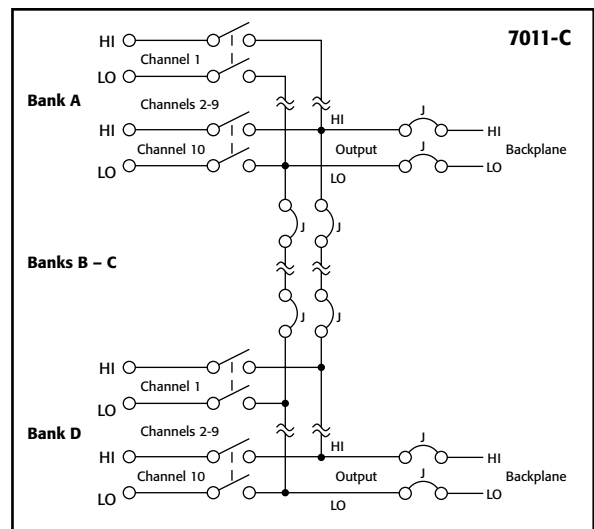 7011-C
HI
Channel 1
LO
Bank A
Channels 2-9
HI
HI
J
HI
Channel 10
Output
J
Backplane
LO
LO
LO
J
J
Banks B – C
J
J
HI
Channel 1
LO
Bank D
Channels 2-9
HI
HI
J
HI
Channel 10
Output
J
Backplane
LO
LO
LO